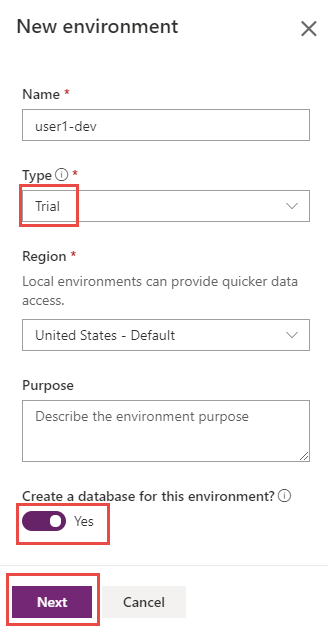 New environment
Name *
user1-dev
Type *
Trial
Region *
Local environments can provide quicker data
access.
United States - Default
Purpose
Describe the environment purpose
Create a database for this environment?
Yes
Next Cancel